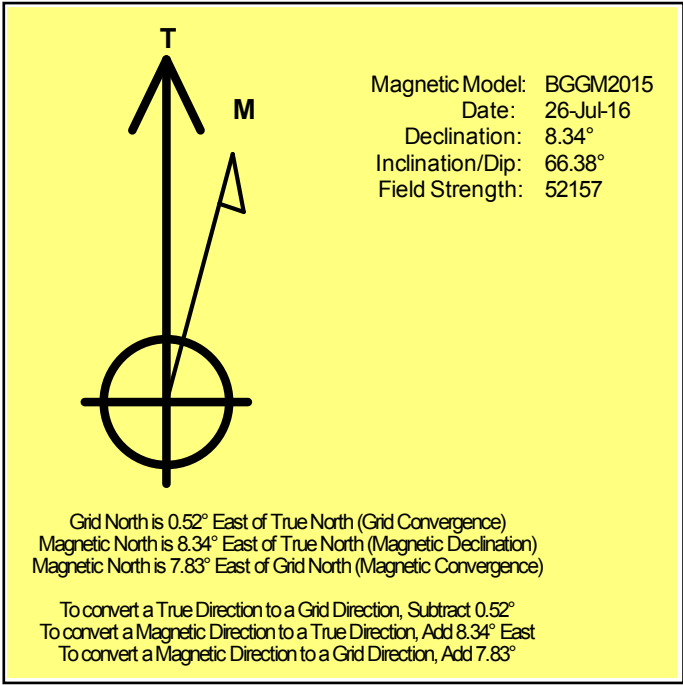 T
M
Magnetic Model: BGGM2015
Date: 26-Jul-16
Declination: 8.34°
Inclination/Dip: 66.38°
Field Strength: 52157
Grid North is 0.52° East of True North (Grid Convergence)
Magnetic North is 8.34° East of True North (Magnetic Declination)
Magnetic North is 7.83° East of Grid North (Magnetic Convergence)
To convert a True Direction to a Grid Direction, Subtract 0.52°
To convert a Magnetic Direction to a True Direction, Add 8.34° East
To convert a Magnetic Direction to a Grid Direction, Add 7.83°